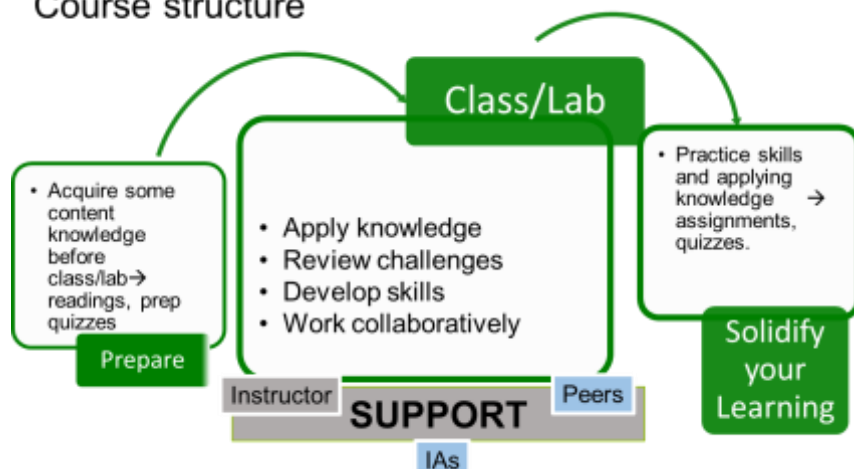 Course structure
Class/Lab
• Acquire some
content
knowledge
before
class/lab→
readings, prep
quizzes
Prepare
• Apply knowledge
• Review challenges
• Develop skills
• Work collaboratively
• Practice skills
and applying
knowledge →
assignments,
quizzes.
Solidify
your
Learning
Instructor
SUPPORT
Peers
IAs